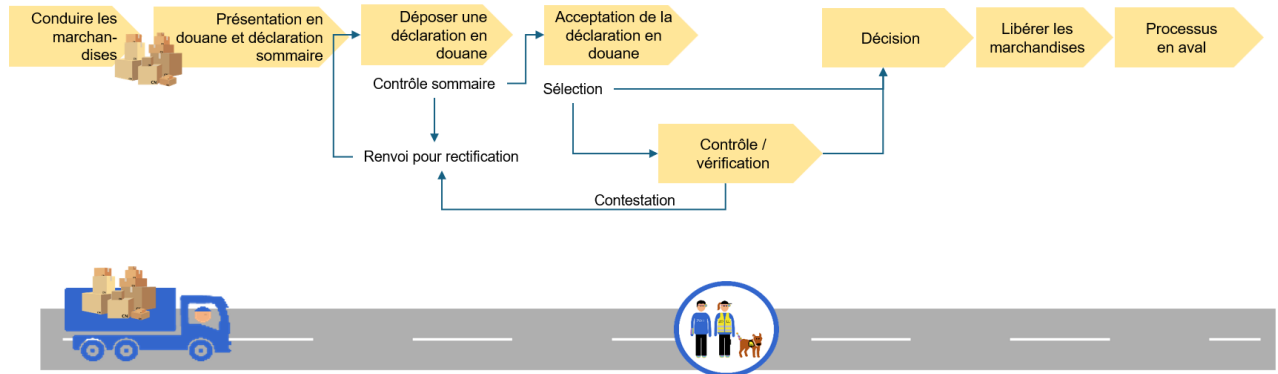 Conduire les
marchan-
dises
Présentation en
douane et déclaration
sommaire
Déposer une
déclaration en
douane
Acceptation de la
déclaration en
douane
Décision
Libérer les
marchandises
Processus
en aval
Contrôle sommaire
Sélection
Contrôle /
vérification
Renvoi pour rectification
Contestation